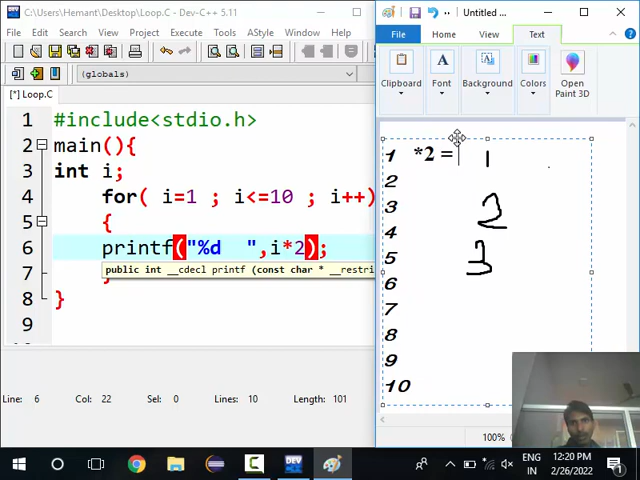 C:\Users\Hemant\Desktop\Loop.C - Dev-C++ 5.11
File Edit Search View Project Execute Tools AStyle Window Help
(globals)
[*] Loop.C
1 #include<stdio.h>
2 main(){
3 int i;
4 for( i=1 ; i<=10 ; i++)
5 {
6 printf("%d  ",i*2);
public int __cdecl printf (const char * __restri
7
8 }
9
Line: 6 Col: 22 Sel: 0 Lines: 10 Length: 101
Untitled ...
File Home View Text
Clipboard Font Background Colors Open Paint 3D
1 *2 = 1
2
3 2
4
5 3
6
7
8
9
10
100%
ENG IN
12:20 PM
2/26/2022